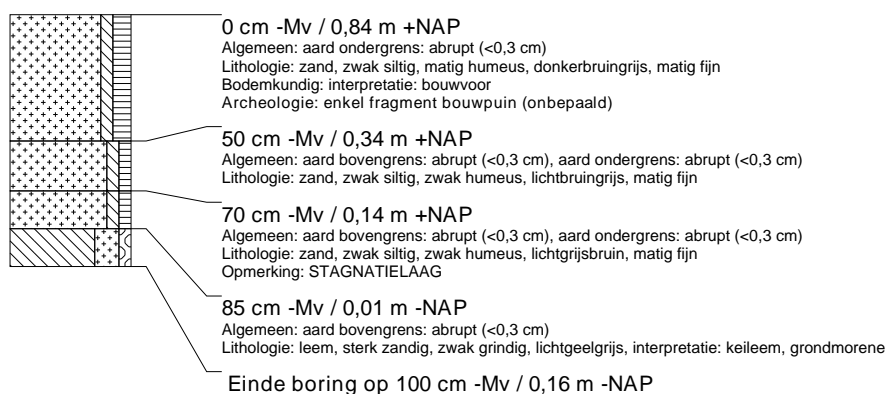 0 cm -Mv / 0,84 m +NAP
Algemeen: aard ondergrens: abrupt (<0,3 cm)
Lithologie: zand, zwak siltig, matig humeus, donkerbruingrijs, matig fijn
Bodemkundig: interpretatie: bouwvoor
Archeologie: enkel fragment bouwpuin (onbepaald)
50 cm -Mv / 0,34 m +NAP
Algemeen: aard bovengrens: abrupt (<0,3 cm), aard ondergrens: abrupt (<0,3 cm)
Lithologie: zand, zwak siltig, zwak humeus, lichtbruingrijs, matig fijn
70 cm -Mv / 0,14 m +NAP
Algemeen: aard bovengrens: abrupt (<0,3 cm), aard ondergrens: abrupt (<0,3 cm)
Lithologie: zand, zwak siltig, zwak humeus, lichtgrijsbruin, matig fijn
Opmerking: STAGNATIELAAG
85 cm -Mv / 0,01 m -NAP
Algemeen: aard bovengrens: abrupt (<0,3 cm)
Lithologie: leem, sterk zandig, zwak grindig, lichtgeelgrijs, interpretatie: keileem, grondmorene
Einde boring op 100 cm -Mv / 0,16 m -NAP